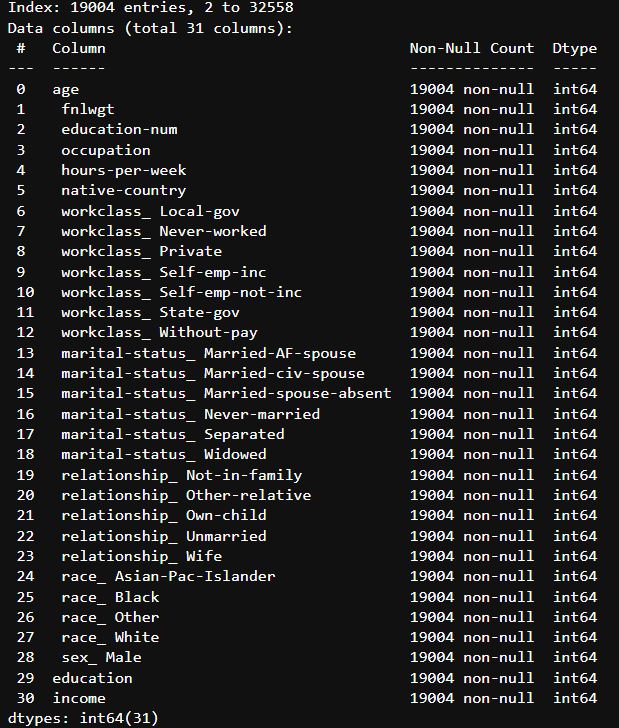 Index: 19004 entries, 2 to 32558
Data columns (total 31 columns):
 #   Column                                Non-Null Count  Dtype
---  ------                                --------------  -----
 0   age                                   19004 non-null  int64
 1    fnlwgt                               19004 non-null  int64
 2    education-num                        19004 non-null  int64
 3    occupation                           19004 non-null  int64
 4    hours-per-week                       19004 non-null  int64
 5    native-country                       19004 non-null  int64
 6    workclass_ Local-gov                 19004 non-null  int64
 7    workclass_ Never-worked              19004 non-null  int64
 8    workclass_ Private                   19004 non-null  int64
 9    workclass_ Self-emp-inc              19004 non-null  int64
 10   workclass_ Self-emp-not-inc          19004 non-null  int64
 11   workclass_ State-gov                 19004 non-null  int64
 12   workclass_ Without-pay               19004 non-null  int64
 13   marital-status_ Married-AF-spouse    19004 non-null  int64
 14   marital-status_ Married-civ-spouse   19004 non-null  int64
 15   marital-status_ Married-spouse-absent  19004 non-null  int64
 16   marital-status_ Never-married        19004 non-null  int64
 17   marital-status_ Separated            19004 non-null  int64
 18   marital-status_ Widowed              19004 non-null  int64
 19   relationship_ Not-in-family          19004 non-null  int64
 20   relationship_ Other-relative         19004 non-null  int64
 21   relationship_ Own-child              19004 non-null  int64
 22   relationship_ Unmarried              19004 non-null  int64
 23   relationship_ Wife                   19004 non-null  int64
 24   race_ Asian-Pac-Islander             19004 non-null  int64
 25   race_ Black                          19004 non-null  int64
 26   race_ Other                          19004 non-null  int64
 27   race_ White                          19004 non-null  int64
 28   sex_ Male                            19004 non-null  int64
 29  education                             19004 non-null  int64
 30  income                                19004 non-null  int64
dtypes: int64(31)